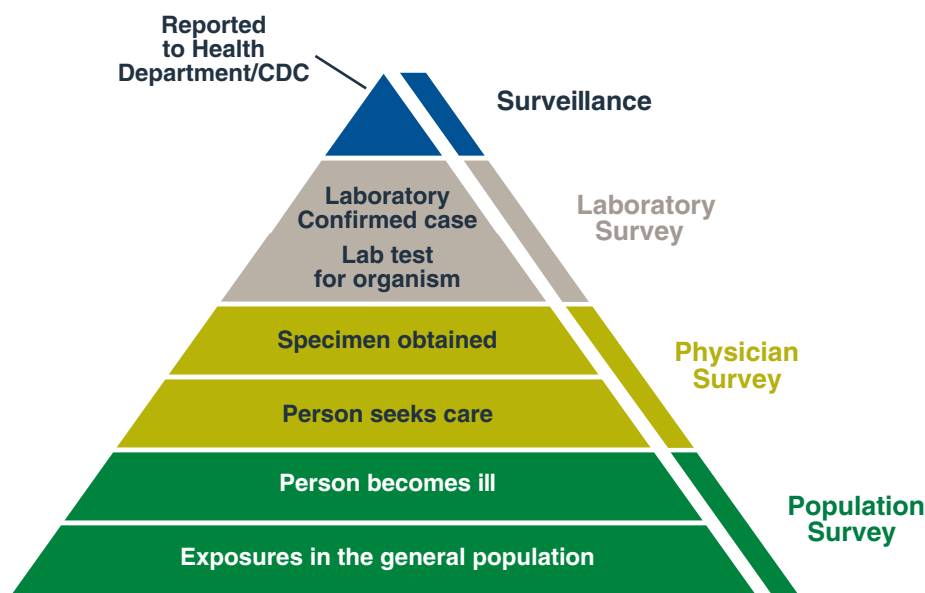 Reported
to Health
Department/CDC
Surveillance
Laboratory
Confirmed case
Lab test
for organism
Laboratory
Survey
Specimen obtained
Physician
Survey
Person seeks care
Person becomes ill
Population
Survey
Exposures in the general population